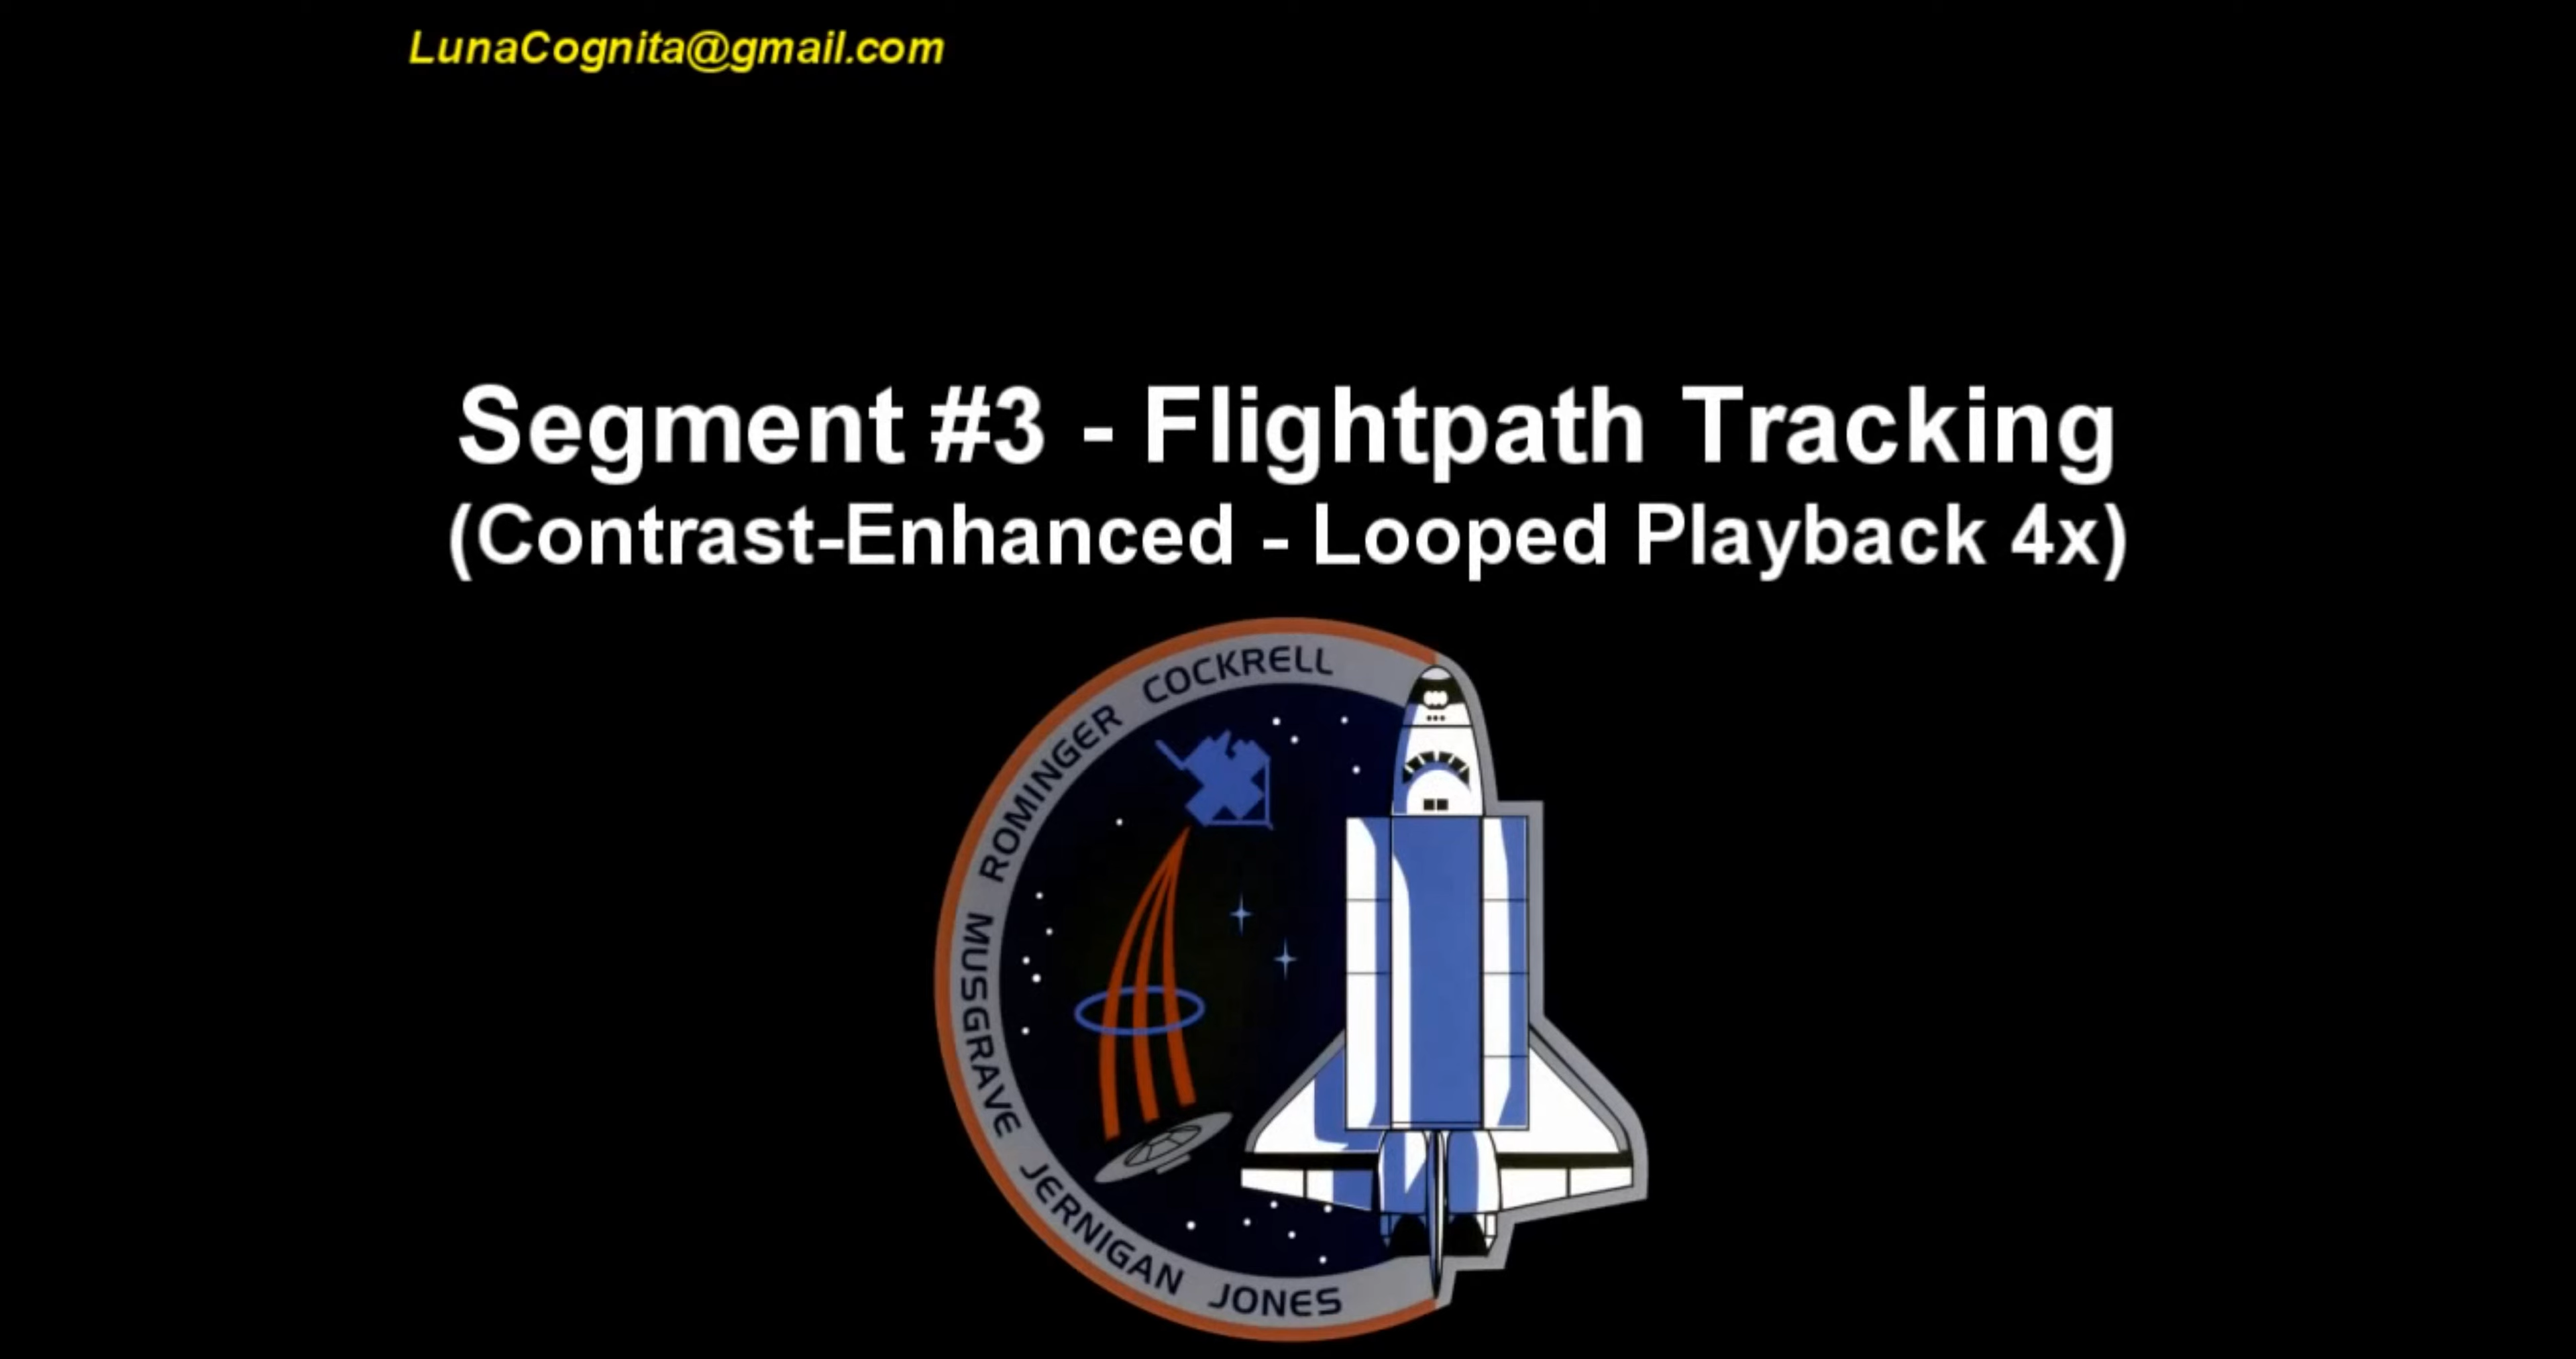 LunaCognita@gmail.com
Segment #3 - Flightpath Tracking
(Contrast-Enhanced - Looped Playback 4x)
COCKRELL
ROMINGER
MUSGRAVE
JERNIGAN
JONES